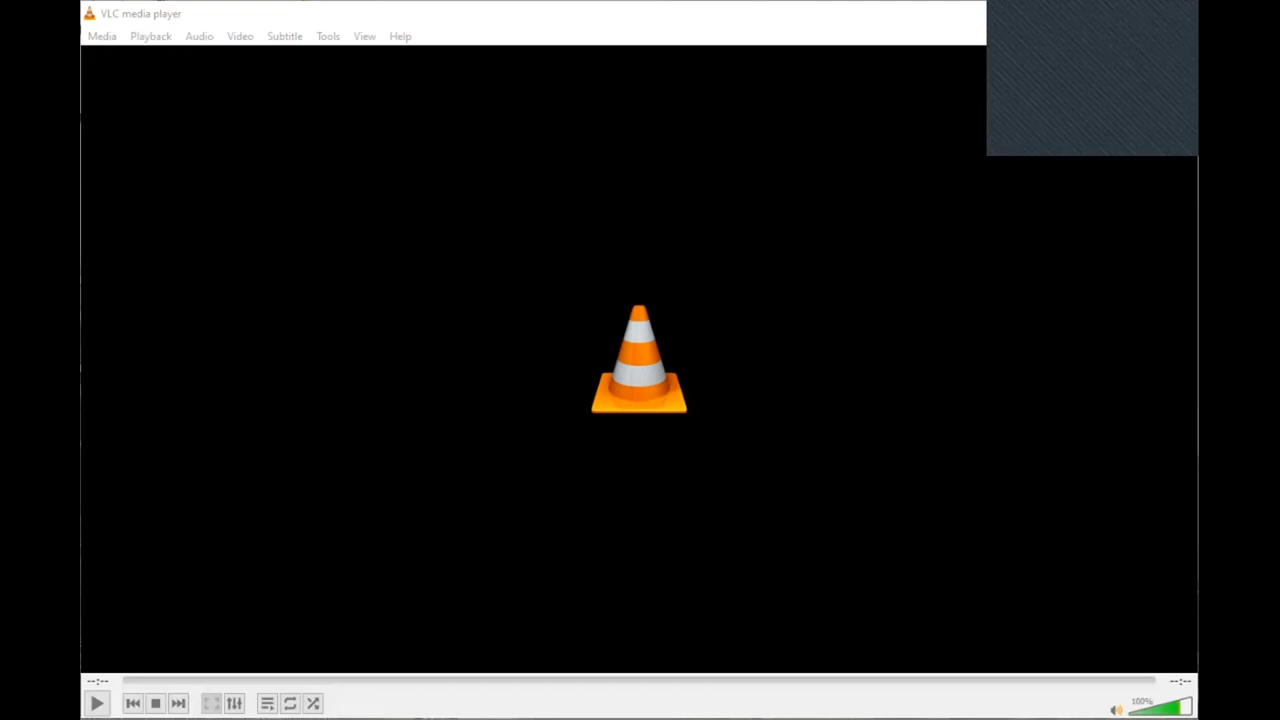 VLC media player
Media Playback Audio Video Subtitle Tools View Help
--:-- --:--
100%